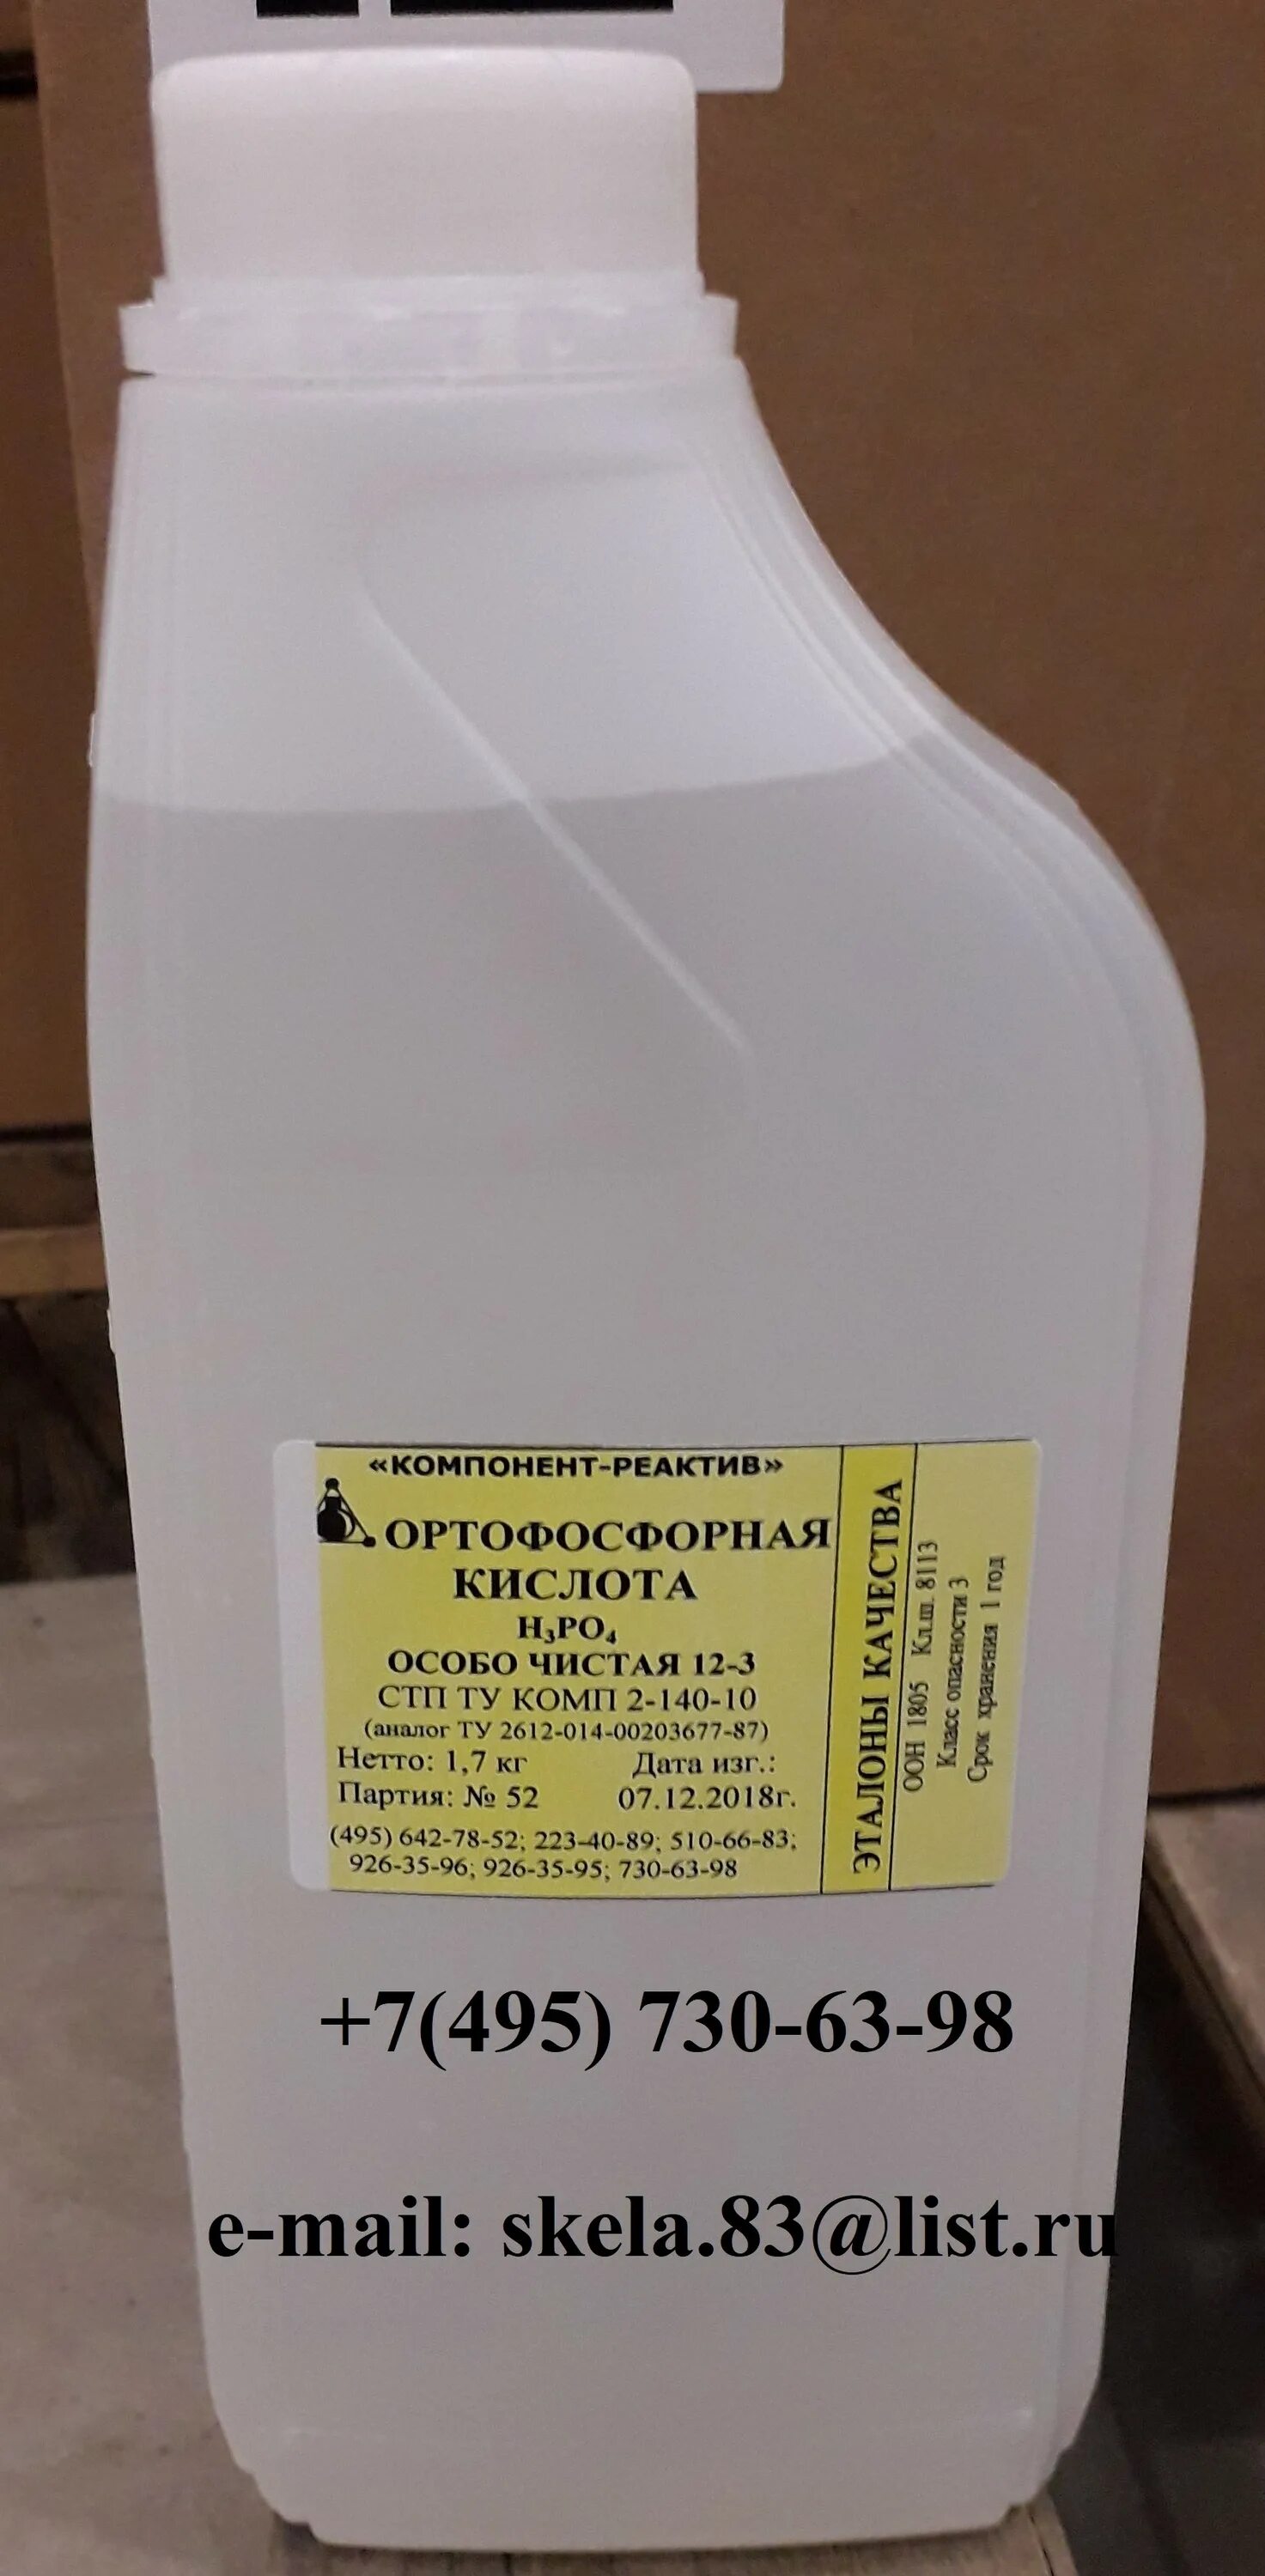 «КОМПОНЕНТ-РЕАКТИВ»
ОРТОФОСФОРНАЯ
КИСЛОТА
H₃PO₄
ОСОБО ЧИСТАЯ 12-3
СТП ТУ КОМП 2-140-10
(аналог ТУ 2612-014-00203677-87)
Нетто: 1,7 кг Дата изг.:
Партия: № 52 07.12.2018г.
(495) 642-78-52; 223-40-89; 510-66-83;
926-35-96; 926-35-95; 730-63-98
ЭТАЛОНЫ КАЧЕСТВА
ООН 1805 Кл.ш. 8113
Класс опасности 3
Срок хранения 1 год
+7(495) 730-63-98
e-mail: skela.83@list.ru